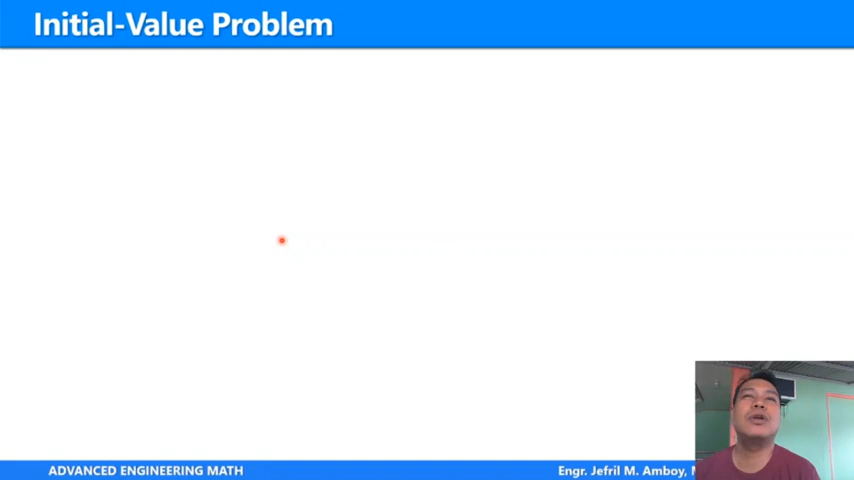 Initial-Value Problem
ADVANCED ENGINEERING MATH
Engr. Jefril M. Amboy,